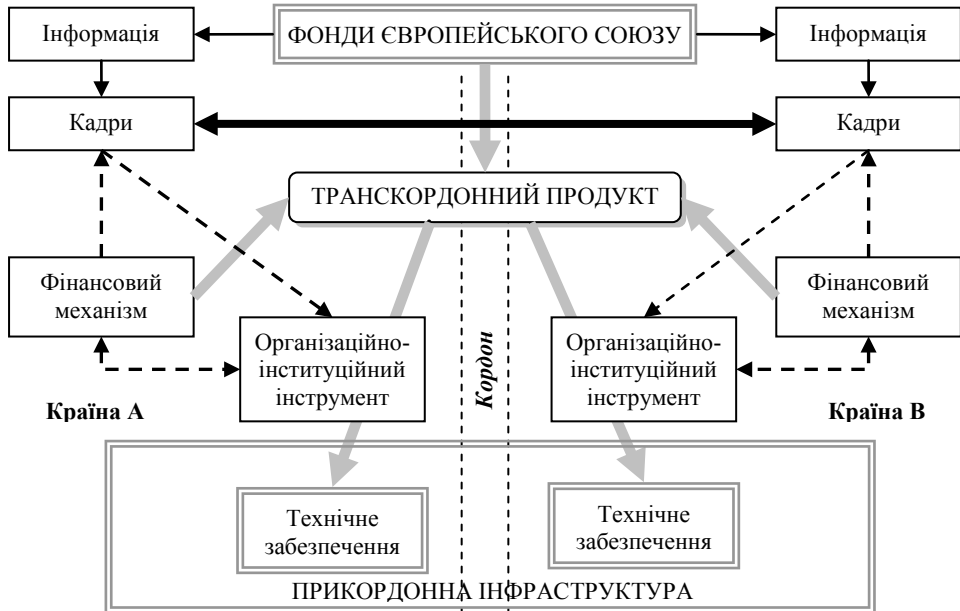 Інформація
ФОНДИ ЄВРОПЕЙСЬКОГО СОЮЗУ
Інформація
Кадри
Кадри
ТРАНСКОРДОННИЙ ПРОДУКТ
Фінансовий
механізм
Фінансовий
механізм
Організаційно-
інституційний
інструмент
Кордон
Організаційно-
інституційний
інструмент
Країна А
Країна В
Технічне
забезпечення
Технічне
забезпечення
ПРИКОРДОННА ІНФРАСТРУКТУРА